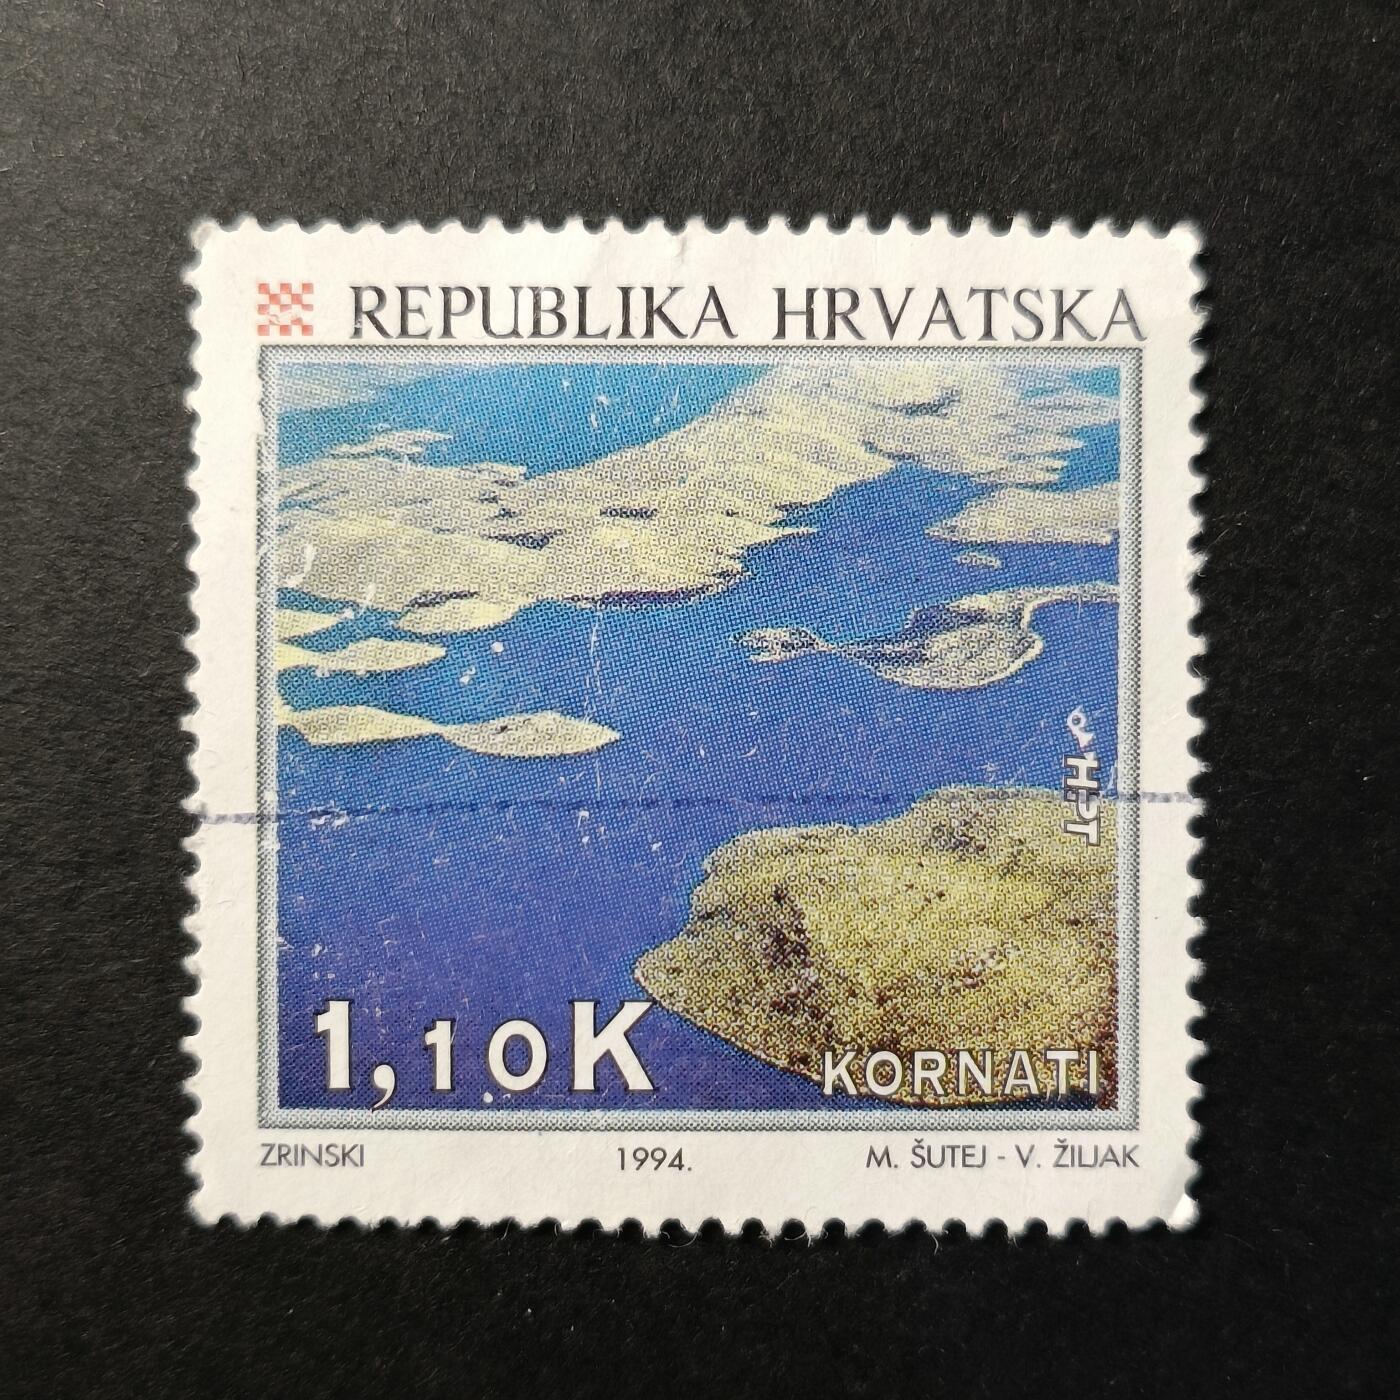 REPUBLIKA HRVATSKA
HPT
1,10K
KORNATI
ZRINSKI
1994.
M. ŠUTEJ - V. ŽILJAK